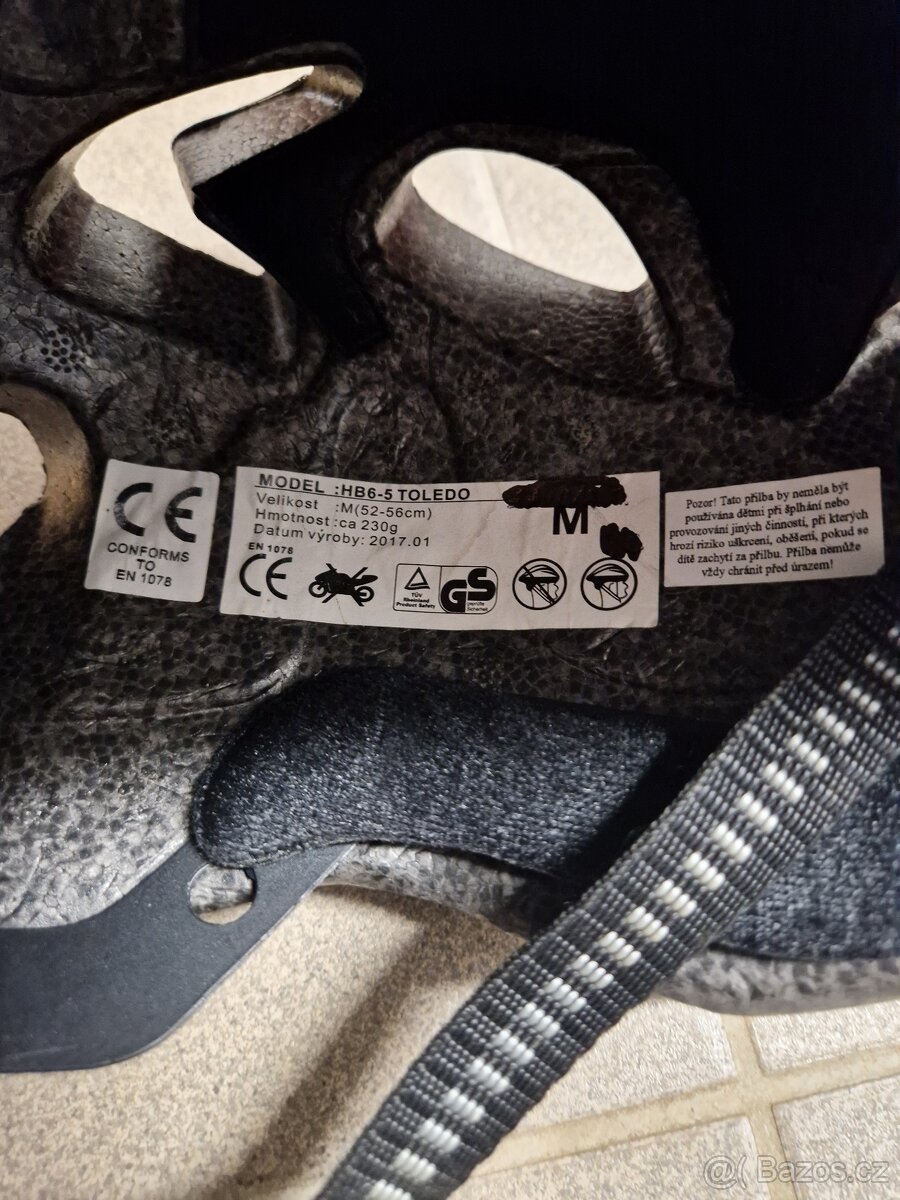 CE
CONFORMS
TO
EN 1078
MODEL :HB6-5 TOLEDO
Velikost :M(52-56cm)
Hmotnost :ca 230g
Datum výroby: 2017.01
M
EN 1078
CE
TÜV
Rheinland
Product Safety
GS
geprüfte
Sicherheit
Pozor! Tato přilba by neměla být
používána dětmi při šplhání nebo
provozování jiných činností, při kterých
hrozí riziko uškrcení, oběšení, pokud se
dítě zachytí za přilbu. Přilba nemůže
vždy chránit před úrazem!
@( Bazos.cz